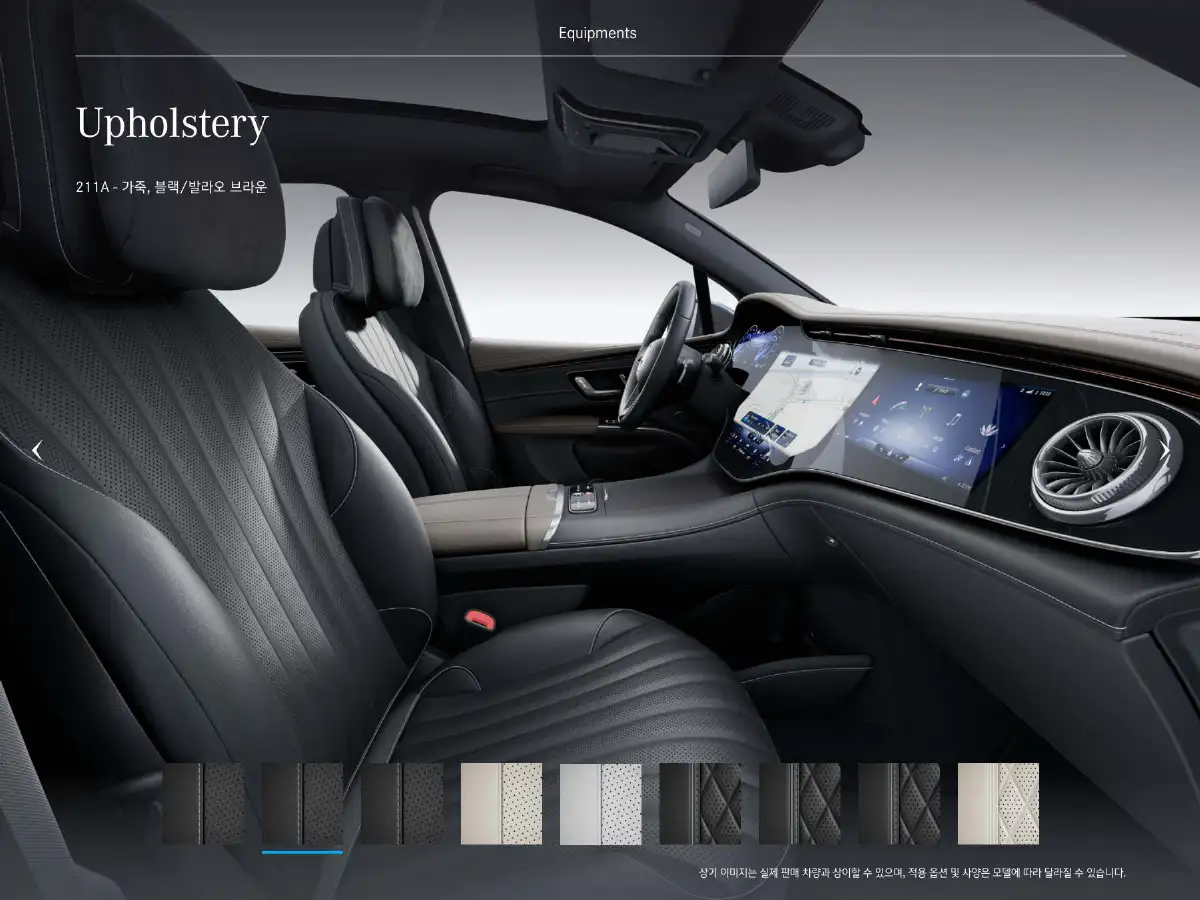 Equipments
Upholstery
211A - 가죽, 블랙/발라오 브라운
상기 이미지는 실제 판매 차량과 상이할 수 있으며, 적용 옵션 및 사양은 모델에 따라 달라질 수 있습니다.